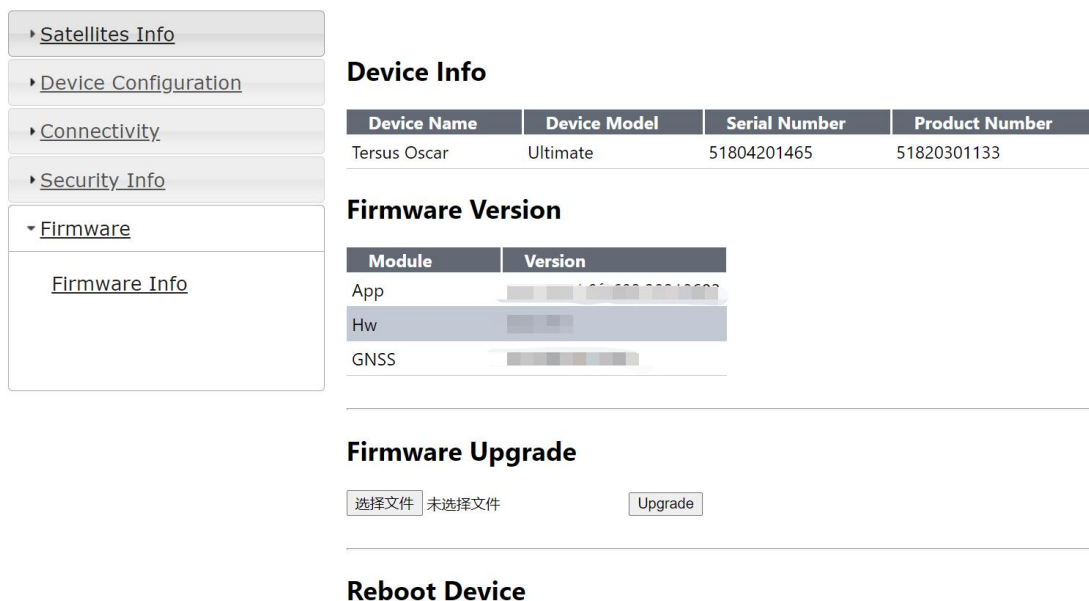 Satellites Info
Device Configuration
Connectivity
Security Info
Firmware
Firmware Info
Device Info
Device Name Device Model Serial Number Product Number
Tersus Oscar Ultimate 51804201465 51820301133
Firmware Version
Module Version
App
Hw
GNSS
Firmware Upgrade
选择文件 未选择文件 Upgrade
Reboot Device